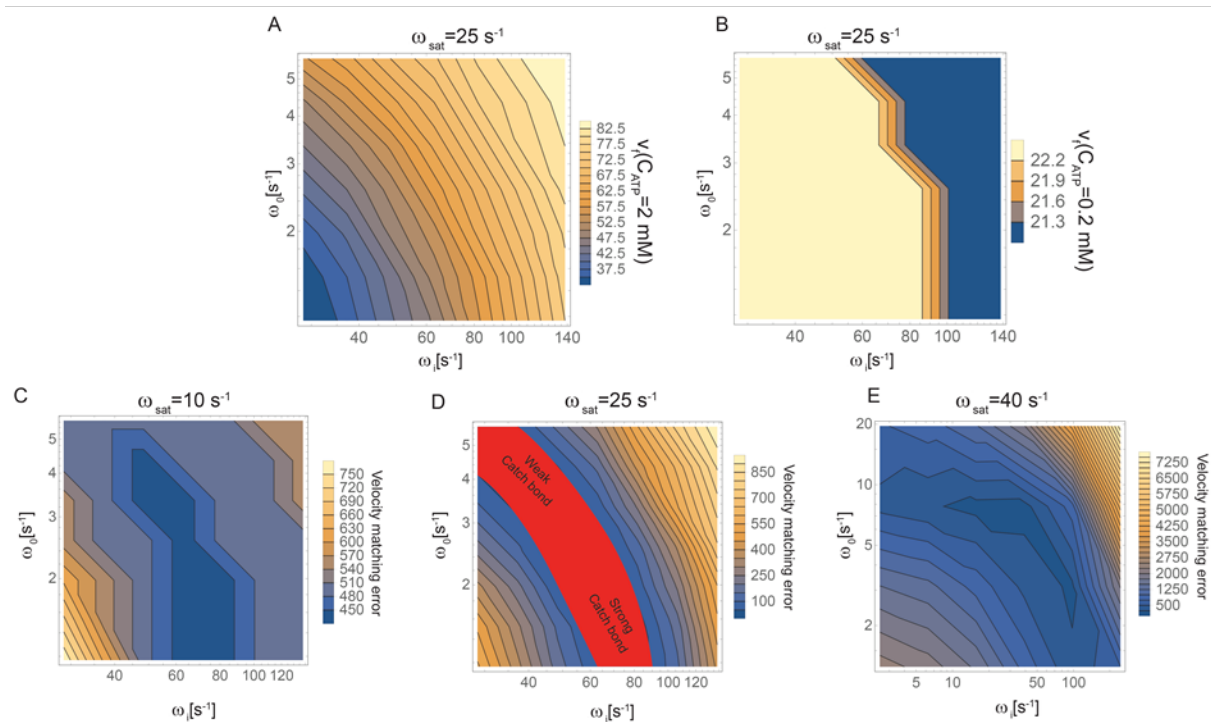 A
ω_sat=25 s⁻¹
5
4
3
2
ω₀[s⁻¹]
40
60
80
100
140
ω_i[s⁻¹]
82.5
77.5
72.5
67.5
62.5
57.5
52.5
47.5
42.5
37.5
v_f(C_ATP=2 mM)
B
ω_sat=25 s⁻¹
5
4
3
2
ω₀[s⁻¹]
40
60
80
100
140
ω_i[s⁻¹]
22.2
21.9
21.6
21.3
v_f(C_ATP=0.2 mM)
C
ω_sat=10 s⁻¹
5
4
3
2
ω₀[s⁻¹]
40
60
80
100
120
ω_i[s⁻¹]
750
720
690
660
630
600
570
540
510
480
450
Velocity matching error
D
ω_sat=25 s⁻¹
5
4
3
2
ω₀[s⁻¹]
Weak
Catch bond
Strong
Catch bond
40
60
80
100
120
ω_i[s⁻¹]
850
700
550
400
250
100
Velocity matching error
E
ω_sat=40 s⁻¹
20
10
5
2
ω₀[s⁻¹]
5
10
50
100
ω_i[s⁻¹]
7250
6500
5750
5000
4250
3500
2750
2000
1250
500
Velocity matching error